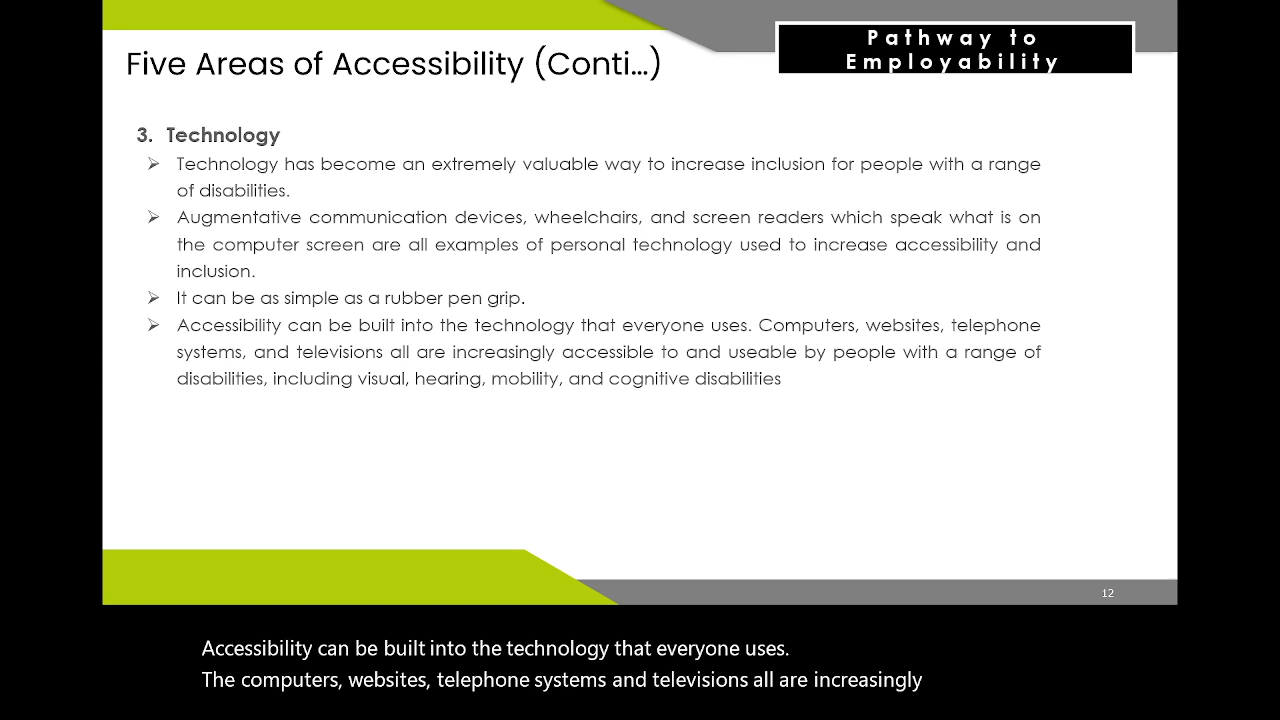 Pathway to
Employability
Five Areas of Accessibility (Conti...)
3. Technology
Technology has become an extremely valuable way to increase inclusion for people with a range
of disabilities.
Augmentative communication devices, wheelchairs, and screen readers which speak what is on
the computer screen are all examples of personal technology used to increase accessibility and
inclusion.
It can be as simple as a rubber pen grip.
Accessibility can be built into the technology that everyone uses. Computers, websites, telephone
systems, and televisions all are increasingly accessible to and useable by people with a range of
disabilities, including visual, hearing, mobility, and cognitive disabilities
12
Accessibility can be built into the technology that everyone uses.
The computers, websites, telephone systems and televisions all are increasingly